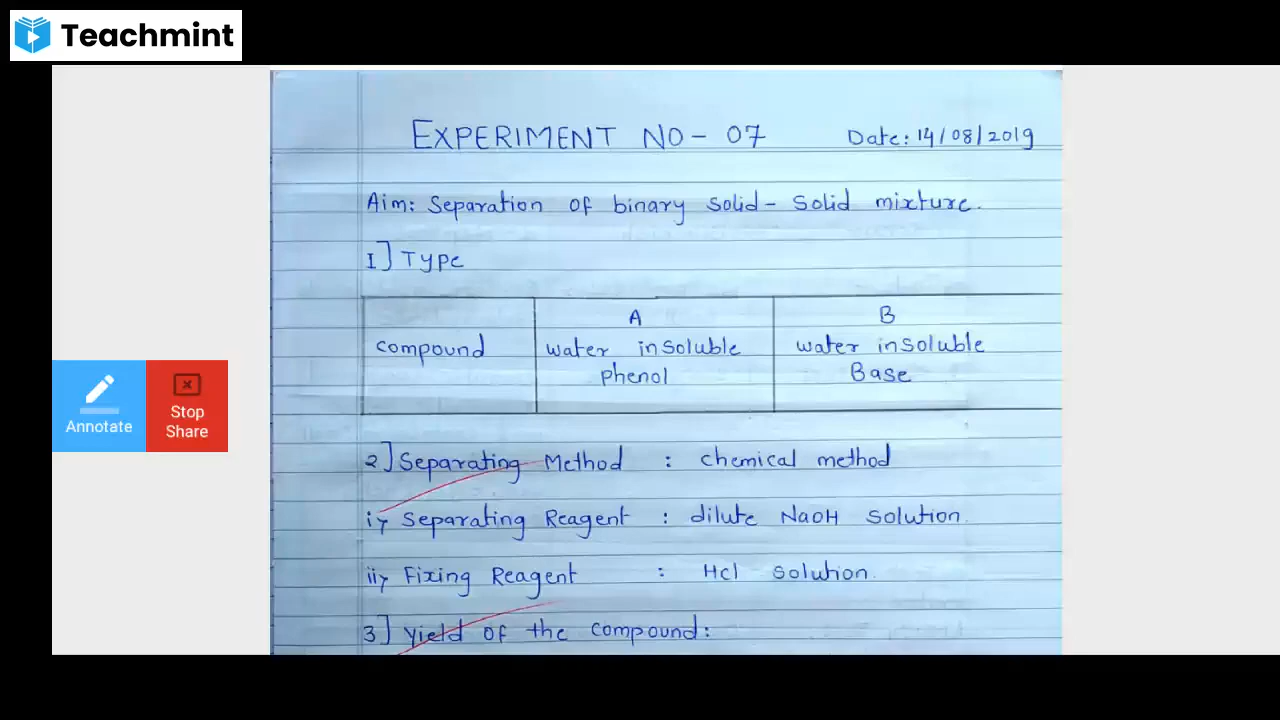 Teachmint
EXPERIMENT NO- 07
Date: 14/08/2019
Aim: Separation of binary solid- solid mixture.
1] Type
compound
A
water insoluble
phenol
B
water insoluble
Base
2] Separating Method : chemical method
i> Separating Reagent : dilute NaOH solution.
ii> Fixing Reagent : Hcl solution.
3] Yield of the compound:
Annotate
Stop
Share